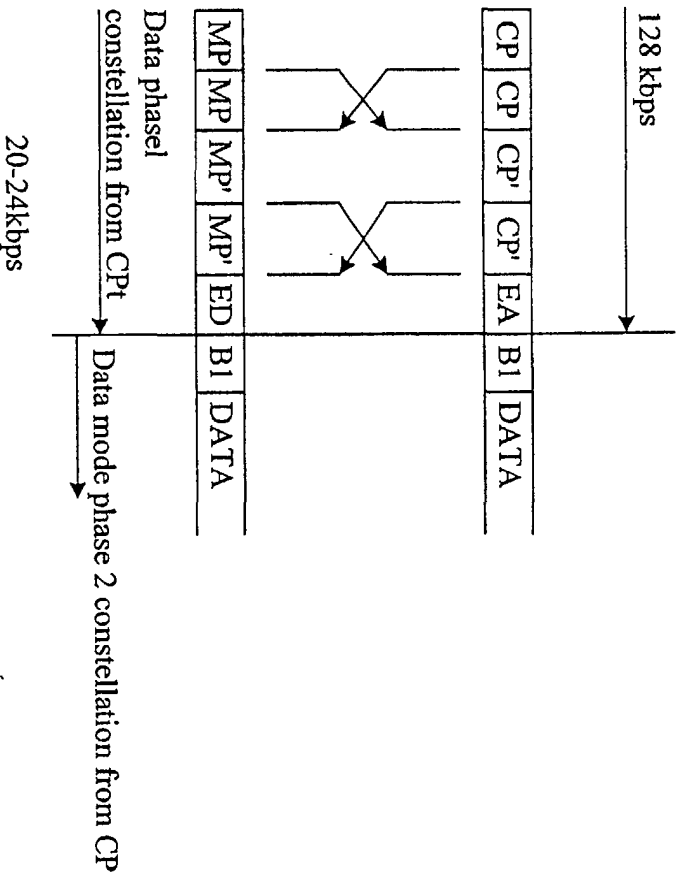 128 kbps
CP CP CP' CP' EA B1 DATA
MP MP MP' MP' ED B1 DATA
Data phasel
constellation from CPt
Data mode phase 2 constellation from CP
20-24kbps